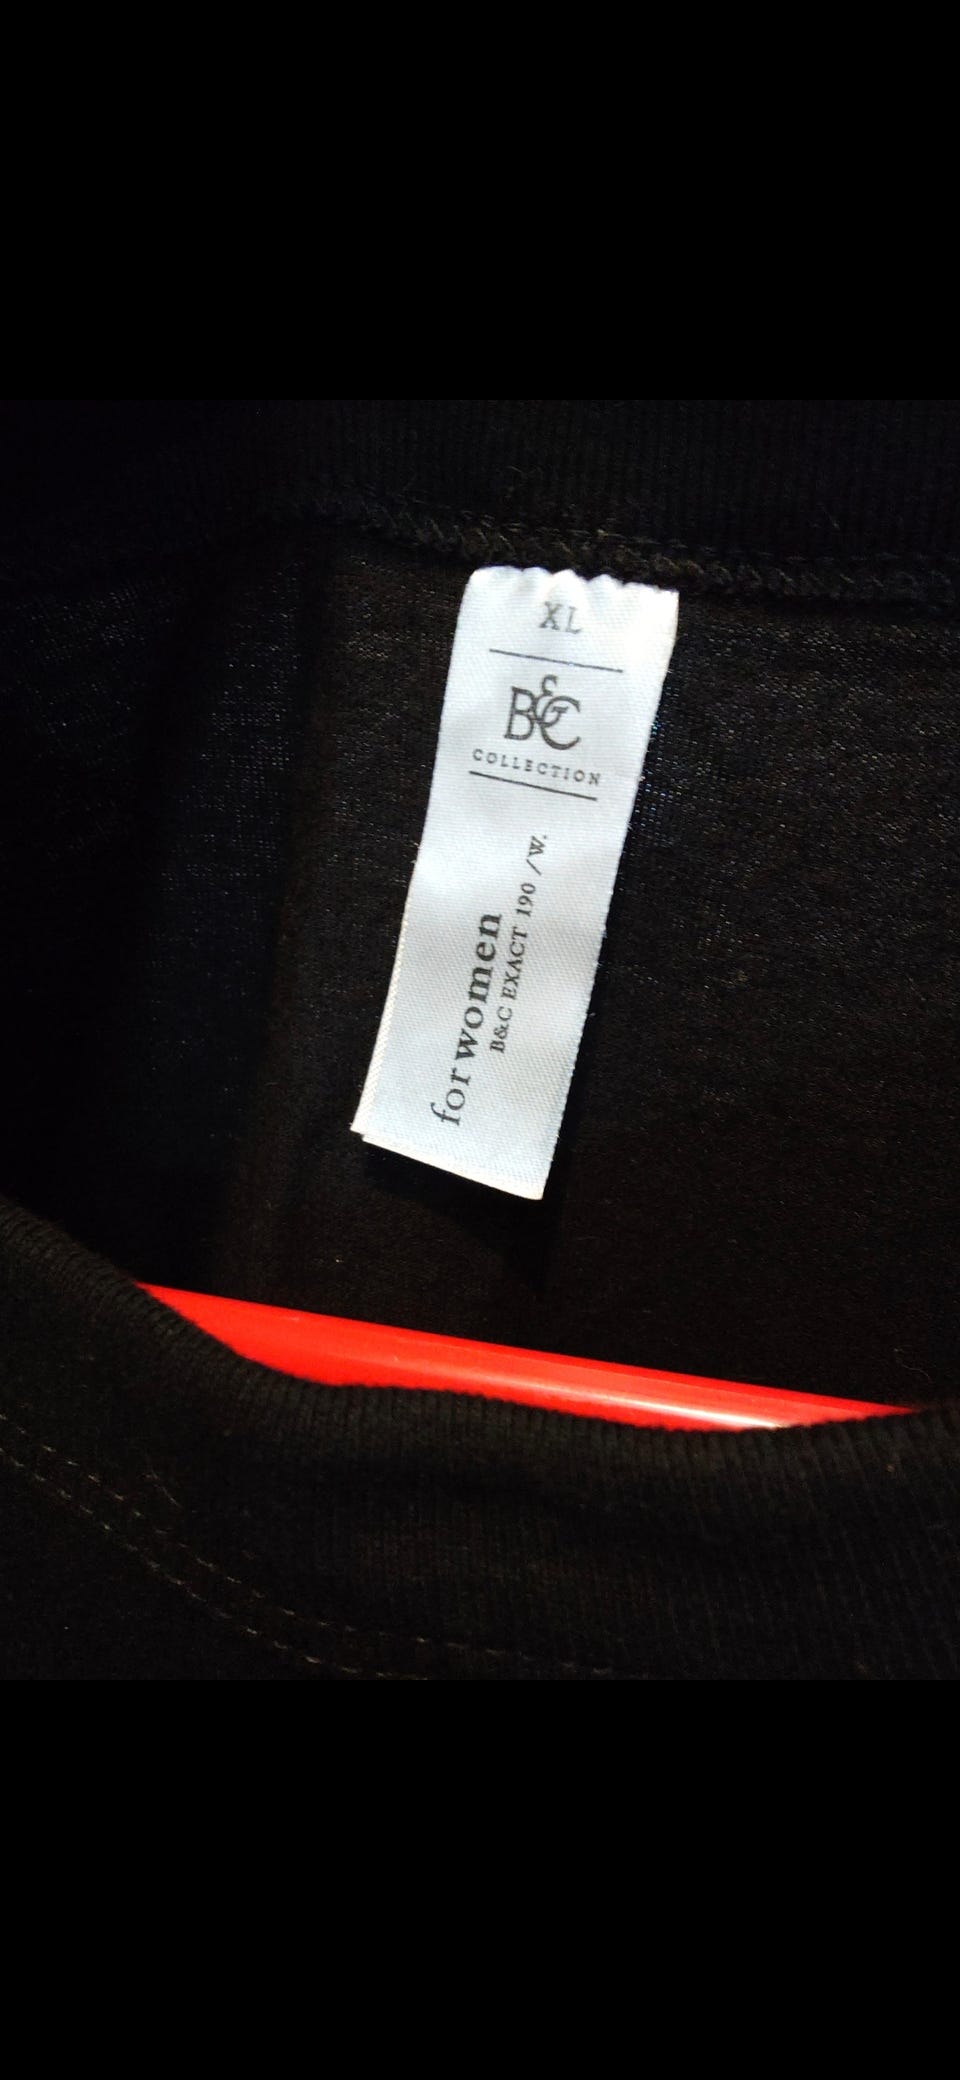 XL
B&C
COLLECTION
for women
B&C EXACT 190 /W.